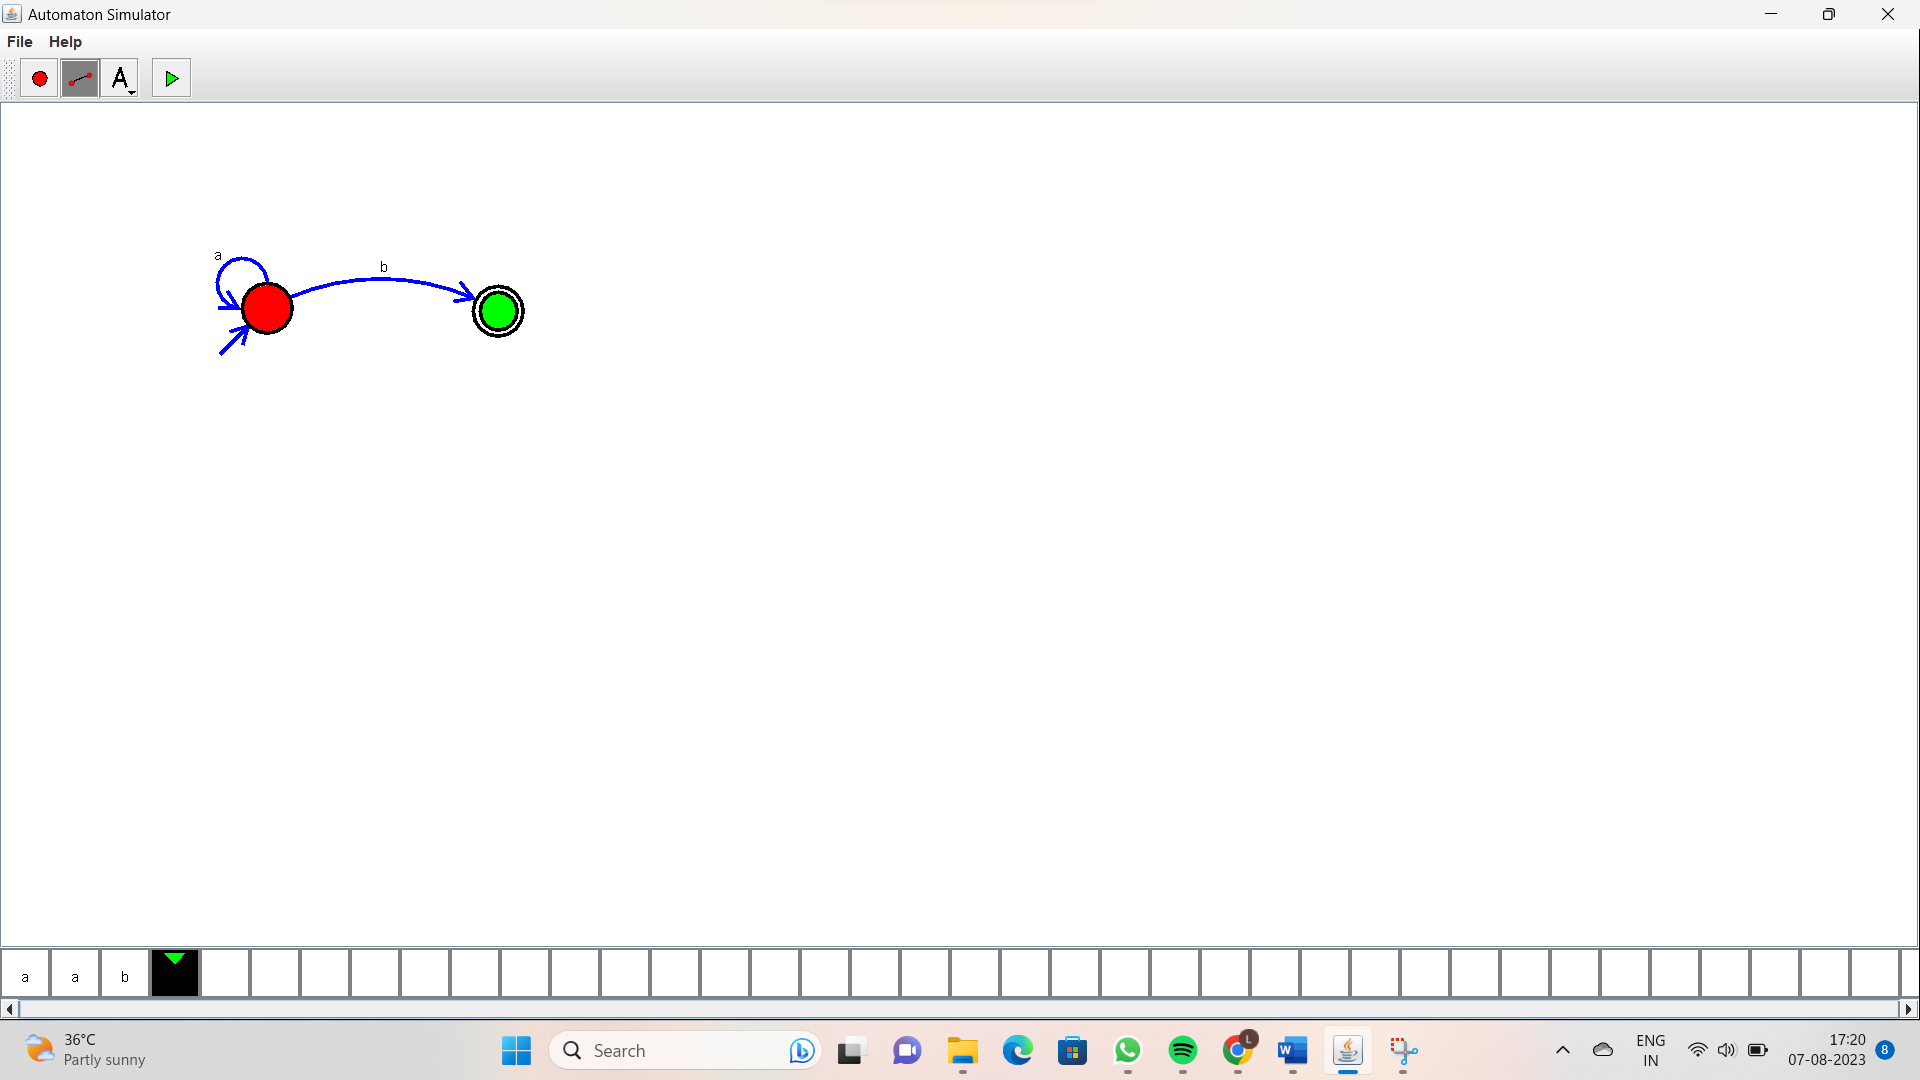 Automaton Simulator
File Help
A
a
b
a a b
36°C
Partly sunny
Search
L
W
ENG
IN
17:20
07-08-2023
8